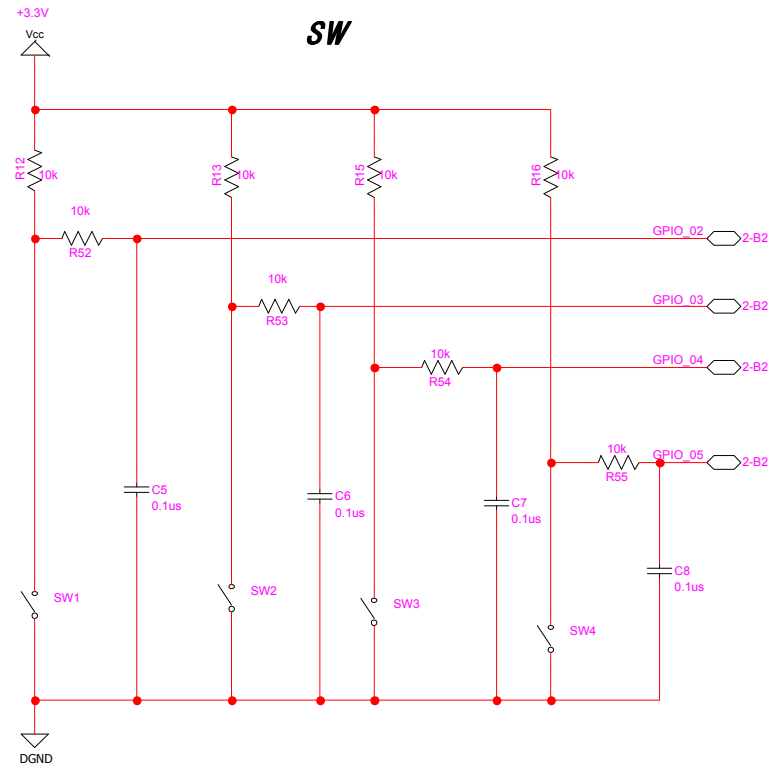 +3.3V
Vcc
SW
R12
10k
R13
10k
R15
10k
R16
10k
10k
R52
GPIO_02
2-B2
10k
R53
GPIO_03
2-B2
10k
R54
GPIO_04
2-B2
10k
R55
GPIO_05
2-B2
C5
0.1us
C6
0.1us
C7
0.1us
C8
0.1us
SW1
SW2
SW3
SW4
DGND